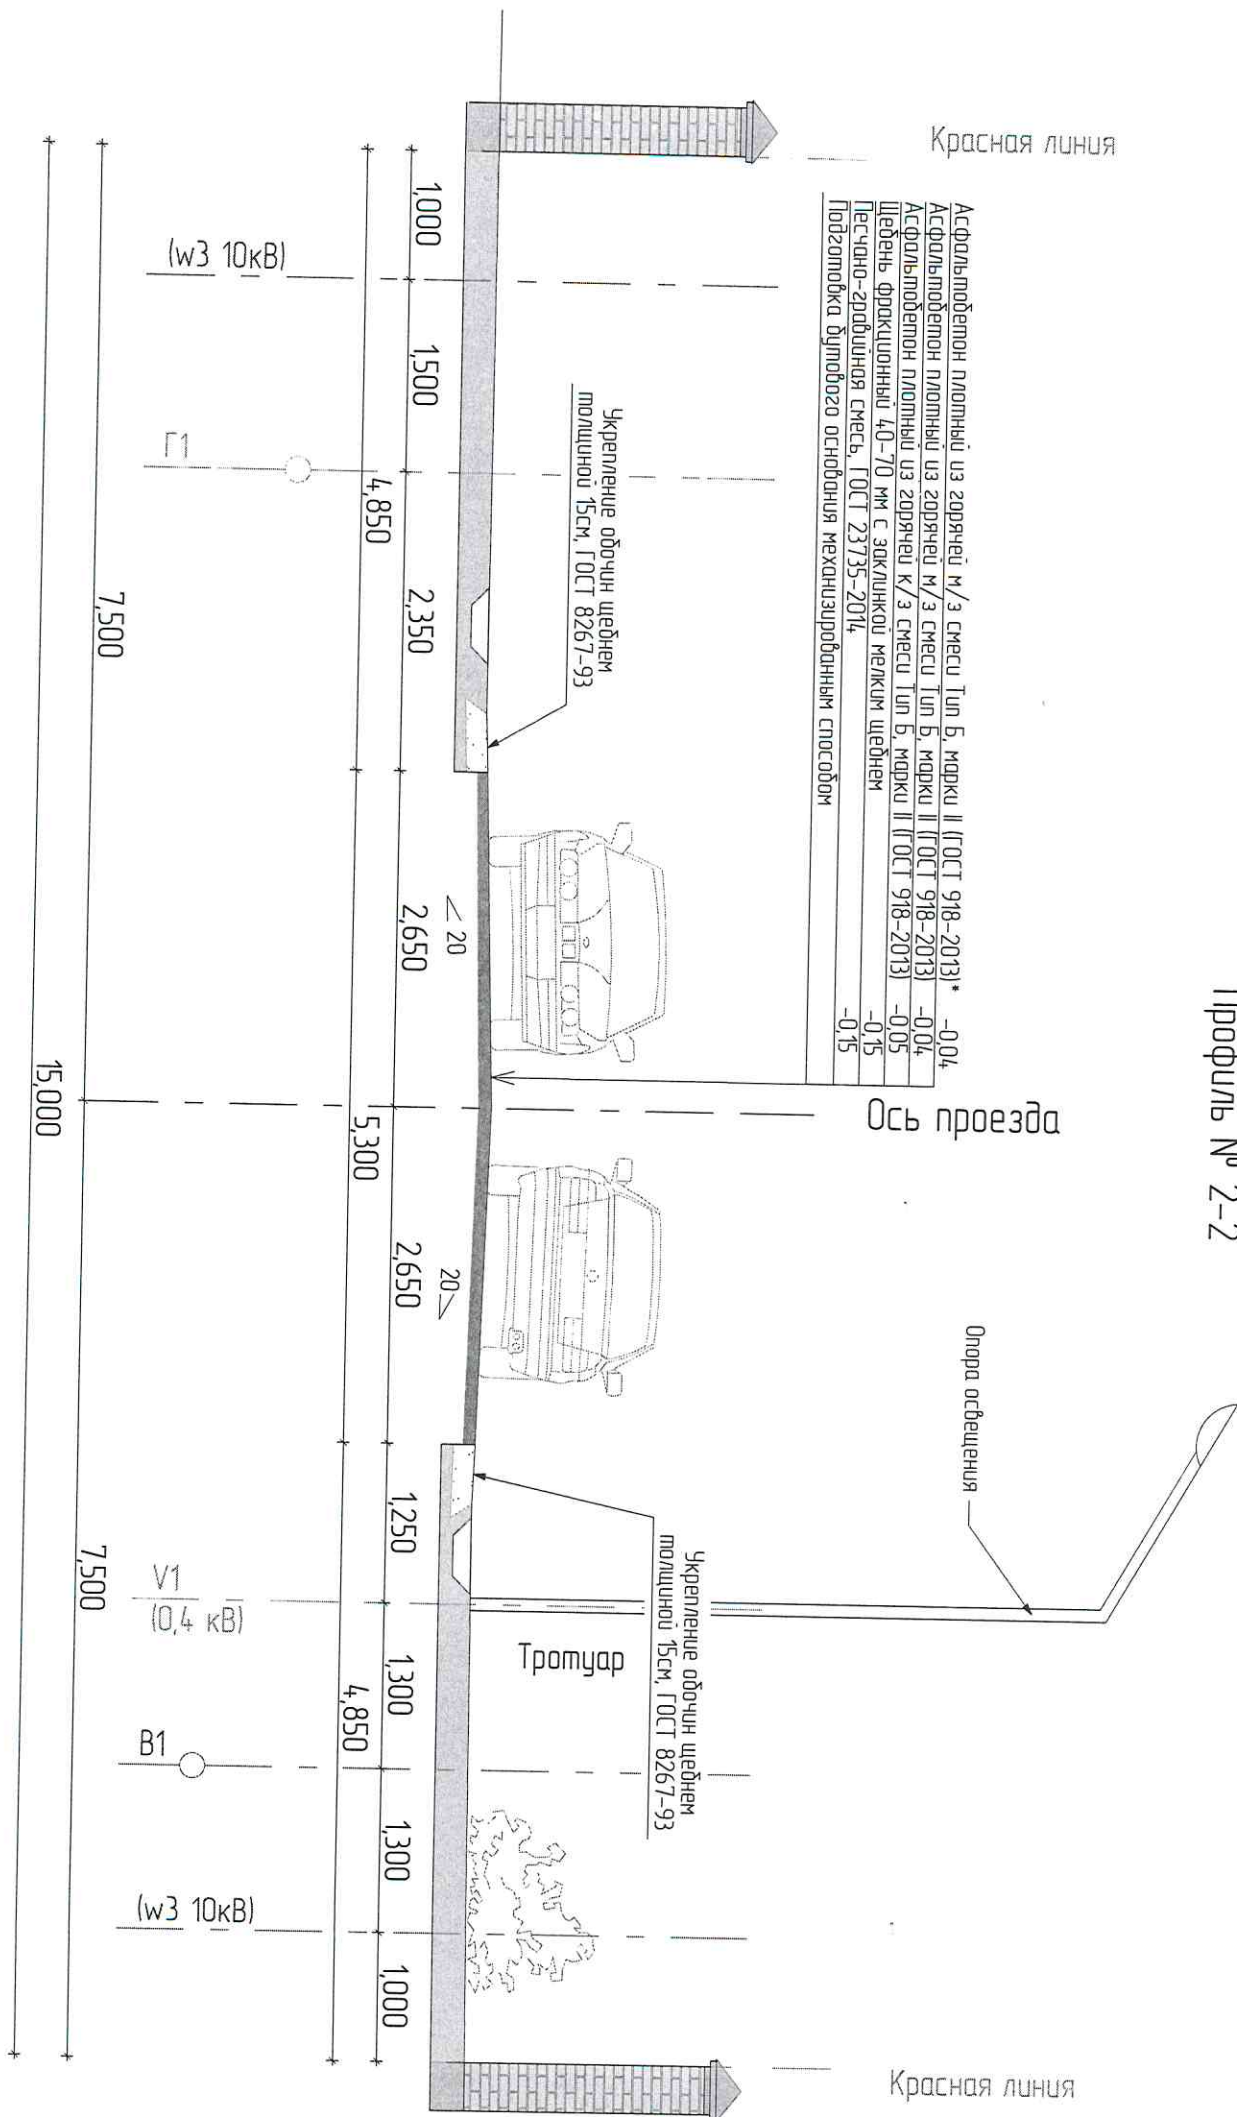 Профиль № 2-2
Красная линия
Асфальтобетон плотный из горячей м/з смеси Тип Б, марки II (ГОСТ 918-2013)* -0,04
Асфальтобетон плотный из горячей м/з смеси Тип Б, марки II (ГОСТ 918-2013) -0,04
Асфальтобетон плотный из горячей к/з смеси Тип Б, марки II (ГОСТ 918-2013) -0,05
Щебень фракционный 40-70 мм с заклинкой мелким щебнем -0,15
Песчано-гравийная смесь, ГОСТ 23735-2014 -0,15
Подготовка бутового основания механизированным способом
Ось проезда
Опора освещения
Красная линия
Укрепление обочин щебнем
толщиной 15см, ГОСТ 8267-93
Укрепление обочин щебнем
толщиной 15см, ГОСТ 8267-93
Тротуар
20
20
1,000
1,500
2,350
2,650
2,650
1,250
1,300
1,300
1,000
4,850
5,300
4,850
(w3 10кВ)
Г1
V1
(0,4 кВ)
В1
(w3 10кВ)
7,500
7,500
15,000